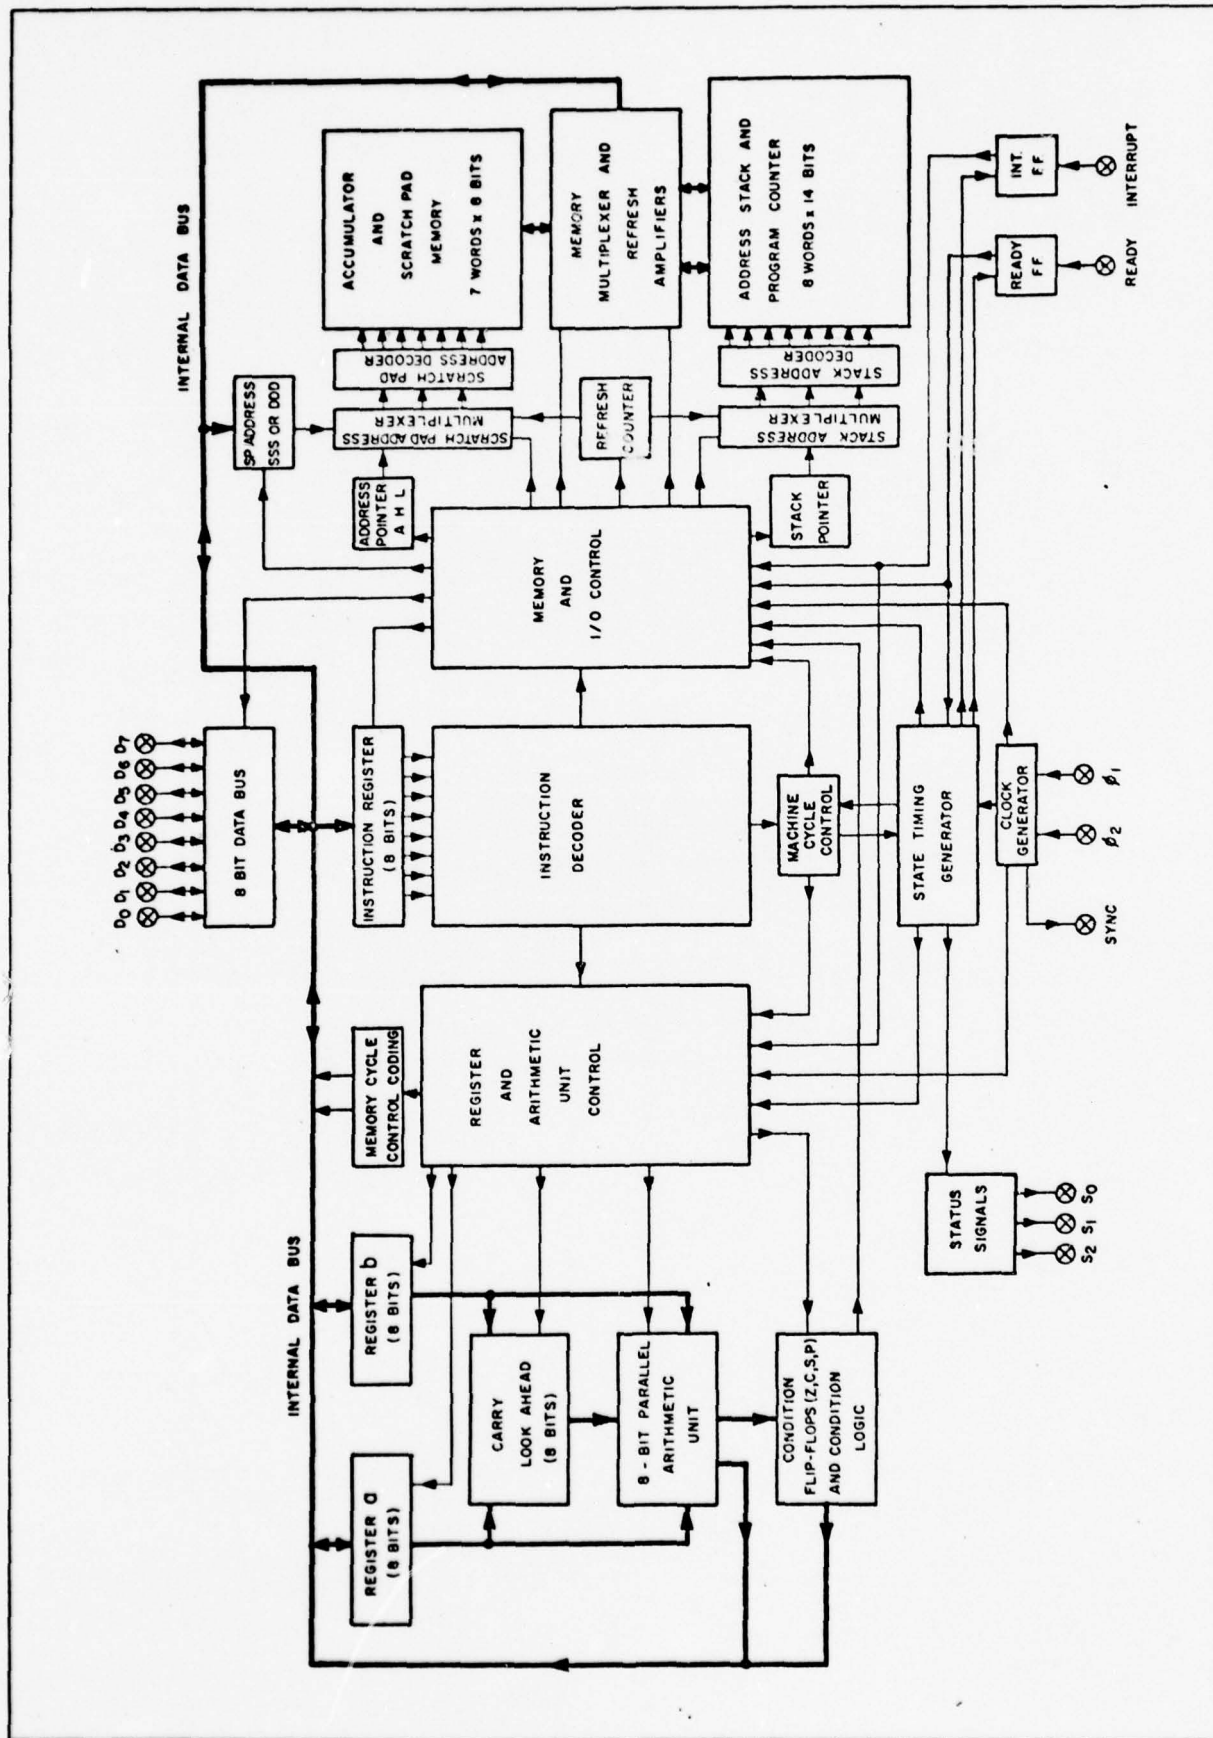 INTERNAL DATA BUS
INTERNAL DATA BUS
D0 D1 D2 D3 D4 D5 D6 D7
8 BIT DATA BUS
REGISTER a
(8 BITS)
REGISTER b
(8 BITS)
MEMORY CYCLE
CONTROL CODING
INSTRUCTION REGISTER
(8 BITS)
ADDRESS
POINTER
A H L
SP ADDRESS
SSS OR DDD
SCRATCH PAD ADDRESS
MULTIPLEXER
SCRATCH PAD
ADDRESS DECODER
ACCUMULATOR
AND
SCRATCH PAD
MEMORY
7 WORDS x 8 BITS
CARRY
LOOK AHEAD
(8 BITS)
8-BIT PARALLEL
ARITHMETIC
UNIT
REGISTER
AND
ARITHMETIC
UNIT
CONTROL
INSTRUCTION
DECODER
MEMORY
AND
I/O CONTROL
REFRESH
COUNTER
MEMORY
MULTIPLEXER AND
REFRESH
AMPLIFIERS
CONDITION
FLIP-FLOPS (Z,C,S,P)
AND CONDITION
LOGIC
MACHINE
CYCLE
CONTROL
STACK
POINTER
STACK ADDRESS
MULTIPLEXER
STACK ADDRESS
DECODER
ADDRESS STACK AND
PROGRAM COUNTER
8 WORDS x 14 BITS
STATUS
SIGNALS
S2 S1 S0
STATE TIMING
GENERATOR
CLOCK
GENERATOR
SYNC
ϕ2
ϕ1
READY
FF
READY
INT.
FF
INTERRUPT